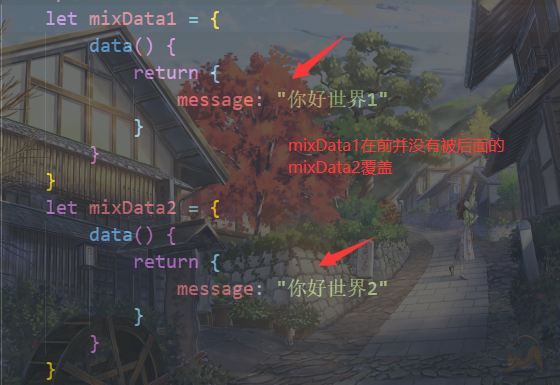 let mixData1 = {
data() {
return {
message: "你好世界1"
}
}
}
mixData1在前并没有被后面的
mixData2覆盖
let mixData2 = {
data() {
return {
message: "你好世界2"
}
}
}